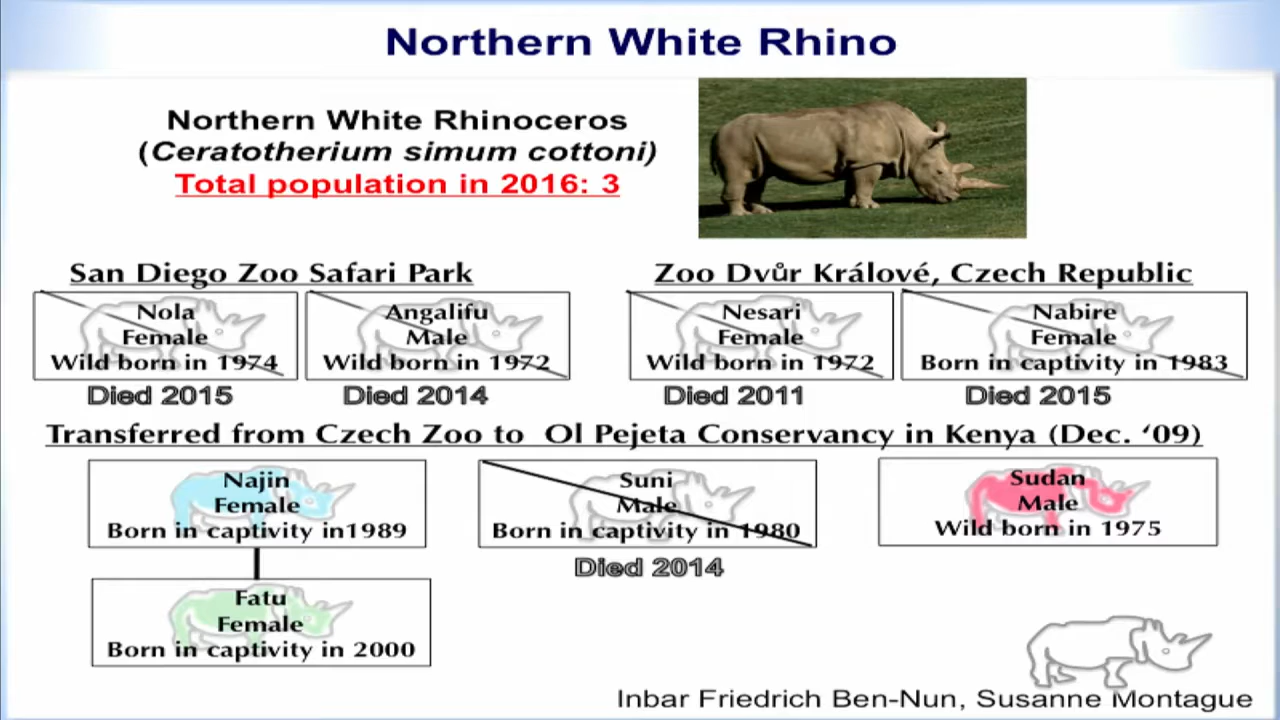 Northern White Rhino
Northern White Rhinoceros
(Ceratotherium simum cottoni)
Total population in 2016: 3
San Diego Zoo Safari Park
Nola
Female
Wild born in 1974
Died 2015
Angalifu
Male
Wild born in 1972
Died 2014
Zoo Dvůr Králové, Czech Republic
Nesari
Female
Wild born in 1972
Died 2011
Nabire
Female
Born in captivity in 1983
Died 2015
Transferred from Czech Zoo to Ol Pejeta Conservancy in Kenya (Dec. ‘09)
Najin
Female
Born in captivity in1989
Suni
Male
Born in captivity in 1980
Died 2014
Sudan
Male
Wild born in 1975
Fatu
Female
Born in captivity in 2000
Inbar Friedrich Ben-Nun, Susanne Montague